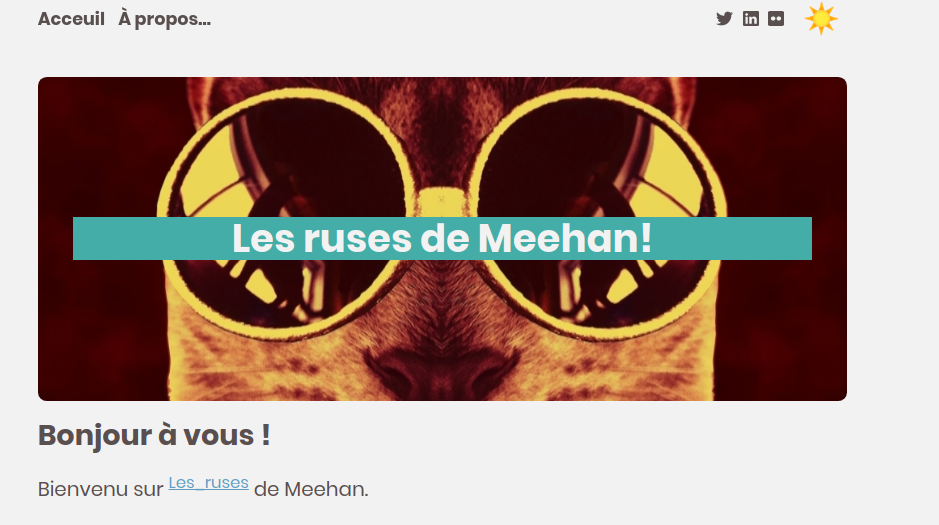 Acceuil À propos...
Les ruses de Meehan!
Bonjour à vous !
Bienvenu sur Les_ruses de Meehan.